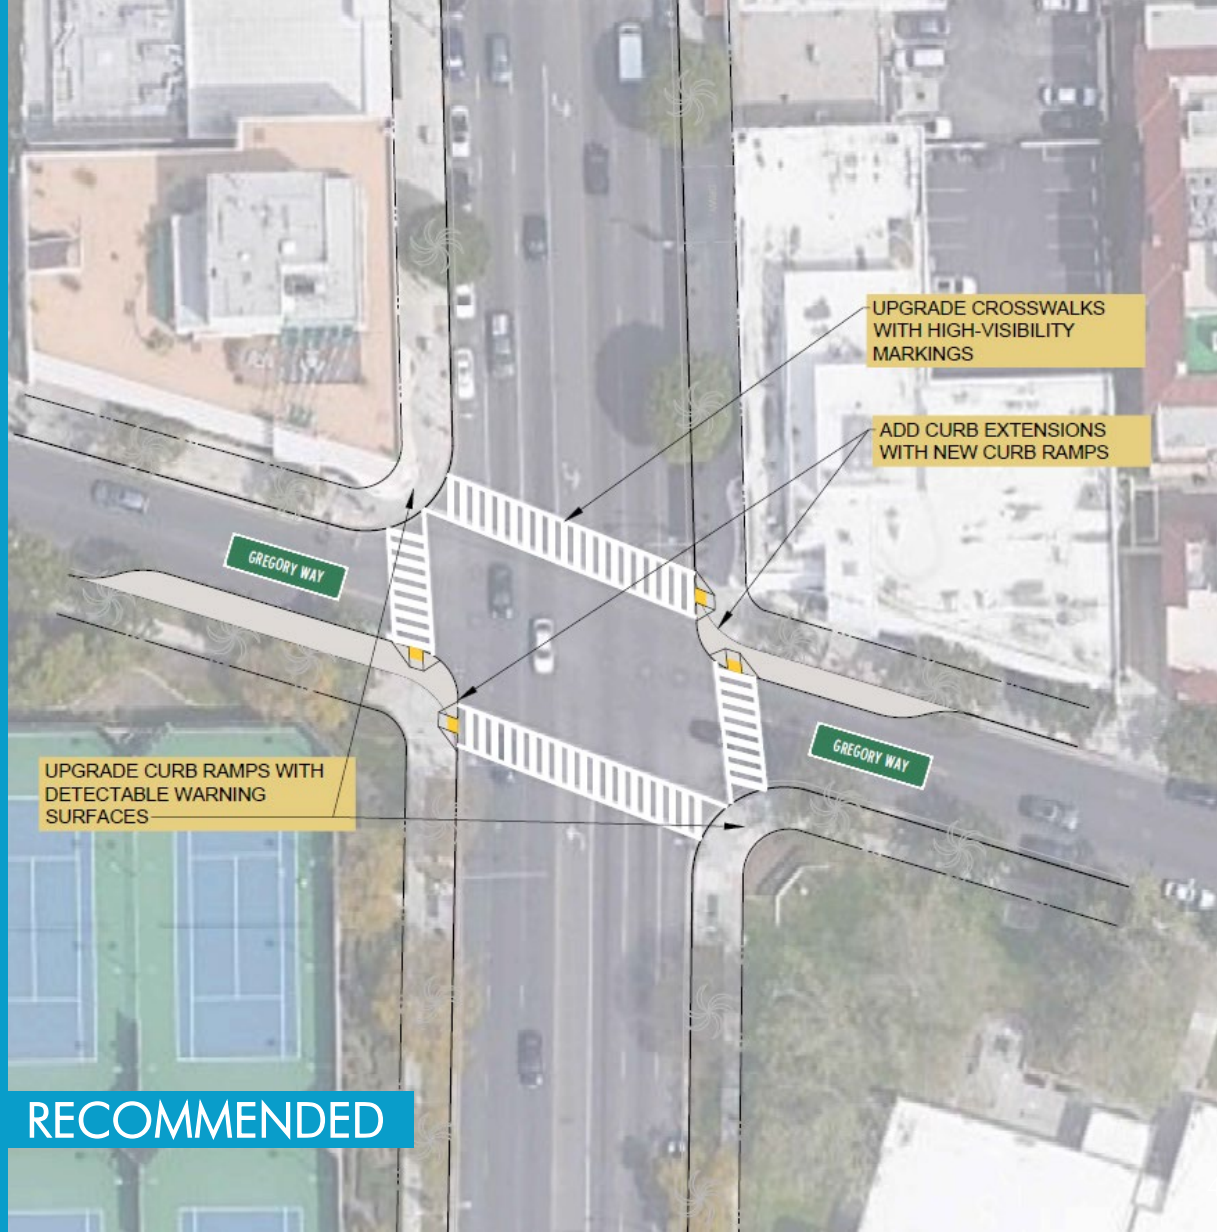 UPGRADE CROSSWALKS
WITH HIGH-VISIBILITY
MARKINGS
ADD CURB EXTENSIONS
WITH NEW CURB RAMPS
GREGORY WAY
GREGORY WAY
UPGRADE CURB RAMPS WITH
DETECTABLE WARNING
SURFACES
RECOMMENDED